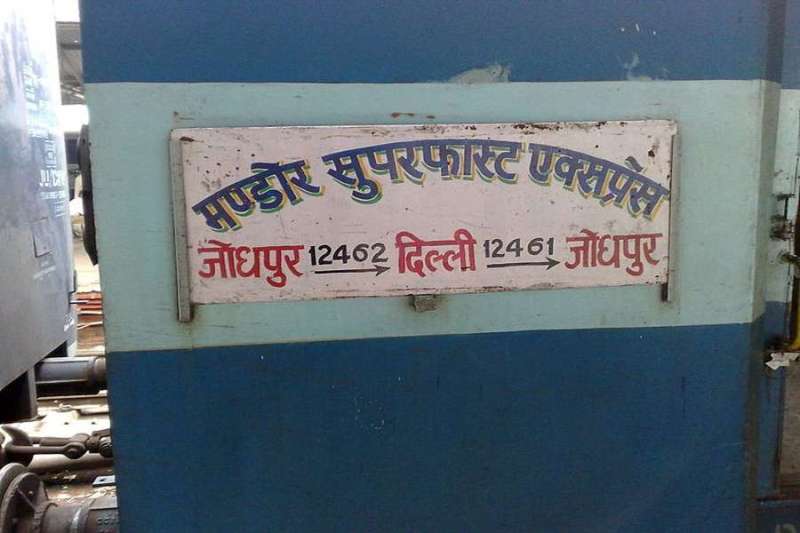 मण्डोर सुपरफास्ट एक्सप्रेस
जोधपुर 12462 दिल्ली 12461 जोधपुर